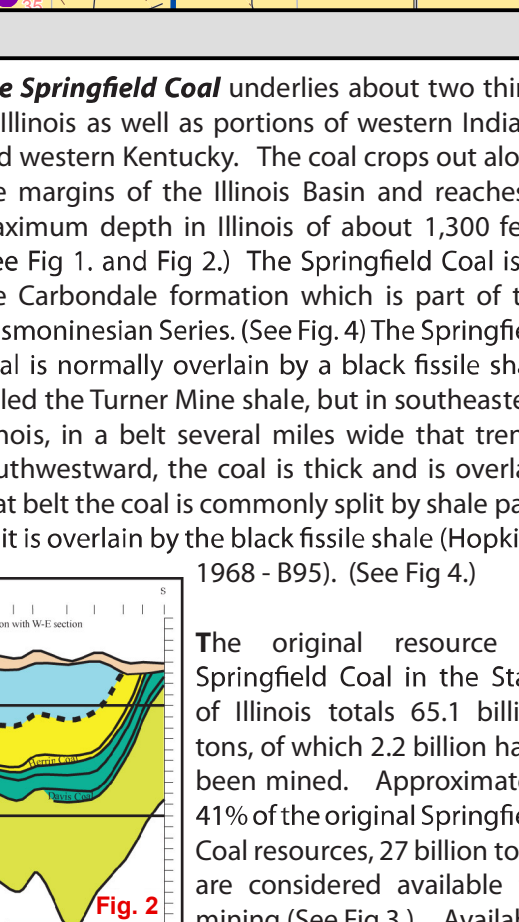 35
e Springfield Coal underlies about two thir
Illinois as well as portions of western India
d western Kentucky. The coal crops out alo
e margins of the Illinois Basin and reaches
aximum depth in Illinois of about 1,300 fe
ee Fig 1. and Fig 2.) The Springfield Coal is
e Carbondale formation which is part of t
smoninesian Series. (See Fig. 4) The Springfie
al is normally overlain by a black fissile sha
led the Turner Mine shale, but in southeaste
inois, in a belt several miles wide that tren
uthwestward, the coal is thick and is overla
at belt the coal is commonly split by shale pa
it is overlain by the black fissile shale (Hopki
1968 - B95). (See Fig 4.)
S
on with W-E section
The original resource
Springfield Coal in the Sta
of Illinois totals 65.1 billi
tons, of which 2.2 billion ha
been mined. Approximate
41% of the original Springfie
Coal resources, 27 billion to
are considered available
mining (See Fig 3.) Availab
Herrin Coal
Davis Coal
Fig. 2